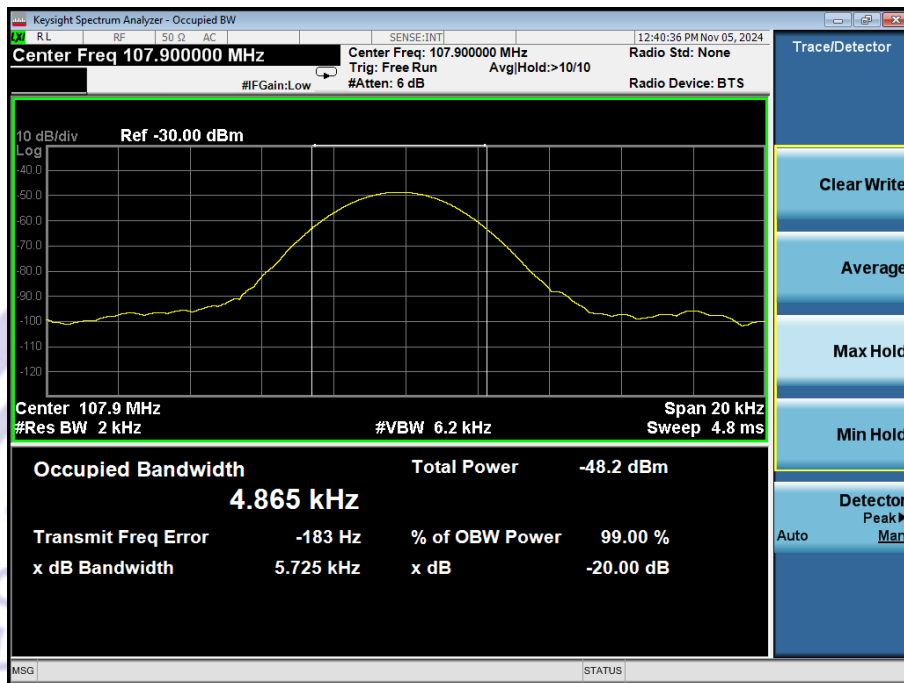 Keysight Spectrum Analyzer - Occupied BW
LXI RL RF 50 Ω AC SENSE:INT 12:40:36 PM Nov 05, 2024
Center Freq 107.900000 MHz
Center Freq: 107.900000 MHz Radio Std: None
Trig: Free Run Avg|Hold:>10/10
#IFGain:Low #Atten: 6 dB Radio Device: BTS
10 dB/div Ref -30.00 dBm
Log
-40.0
-50.0
-60.0
-70.0
-80.0
-90.0
-100
-110
-120
Center 107.9 MHz Span 20 kHz
#Res BW 2 kHz #VBW 6.2 kHz Sweep 4.8 ms
Occupied Bandwidth Total Power -48.2 dBm
4.865 kHz
Transmit Freq Error -183 Hz % of OBW Power 99.00 %
x dB Bandwidth 5.725 kHz x dB -20.00 dB
MSG STATUS
Trace/Detector
Clear Write
Average
Max Hold
Min Hold
Detector
Peak▶
Auto Man